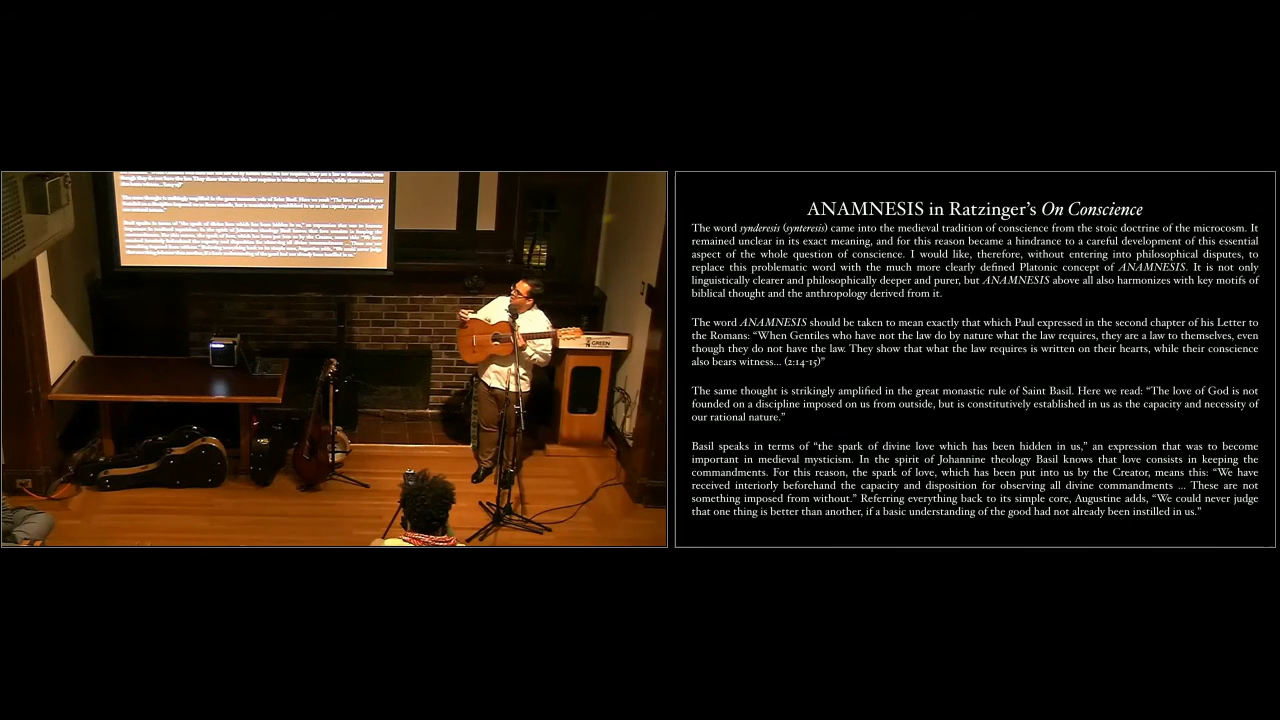 GREEN
ANAMNESIS in Ratzinger’s On Conscience
The word synderesis (synteresis) came into the medieval tradition of conscience from the stoic doctrine of the microcosm. It
remained unclear in its exact meaning, and for this reason became a hindrance to a careful development of this essential
aspect of the whole question of conscience. I would like, therefore, without entering into philosophical disputes, to
replace this problematic word with the much more clearly defined Platonic concept of ANAMNESIS. It is not only
linguistically clearer and philosophically deeper and purer, but ANAMNESIS above all also harmonizes with key motifs of
biblical thought and the anthropology derived from it.
The word ANAMNESIS should be taken to mean exactly that which Paul expressed in the second chapter of his Letter to
the Romans: “When Gentiles who have not the law do by nature what the law requires, they are a law to themselves, even
though they do not have the law. They show that what the law requires is written on their hearts, while their conscience
also bears witness... (2:14-15)”
The same thought is strikingly amplified in the great monastic rule of Saint Basil. Here we read: “The love of God is not
founded on a discipline imposed on us from outside, but is constitutively established in us as the capacity and necessity of
our rational nature.”
Basil speaks in terms of “the spark of divine love which has been hidden in us,” an expression that was to become
important in medieval mysticism. In the spirit of Johannine theology Basil knows that love consists in keeping the
commandments. For this reason, the spark of love, which has been put into us by the Creator, means this: “We have
received interiorly beforehand the capacity and disposition for observing all divine commandments ... These are not
something imposed from without.” Referring everything back to its simple core, Augustine adds, “We could never judge
that one thing is better than another, if a basic understanding of the good had not already been instilled in us.”